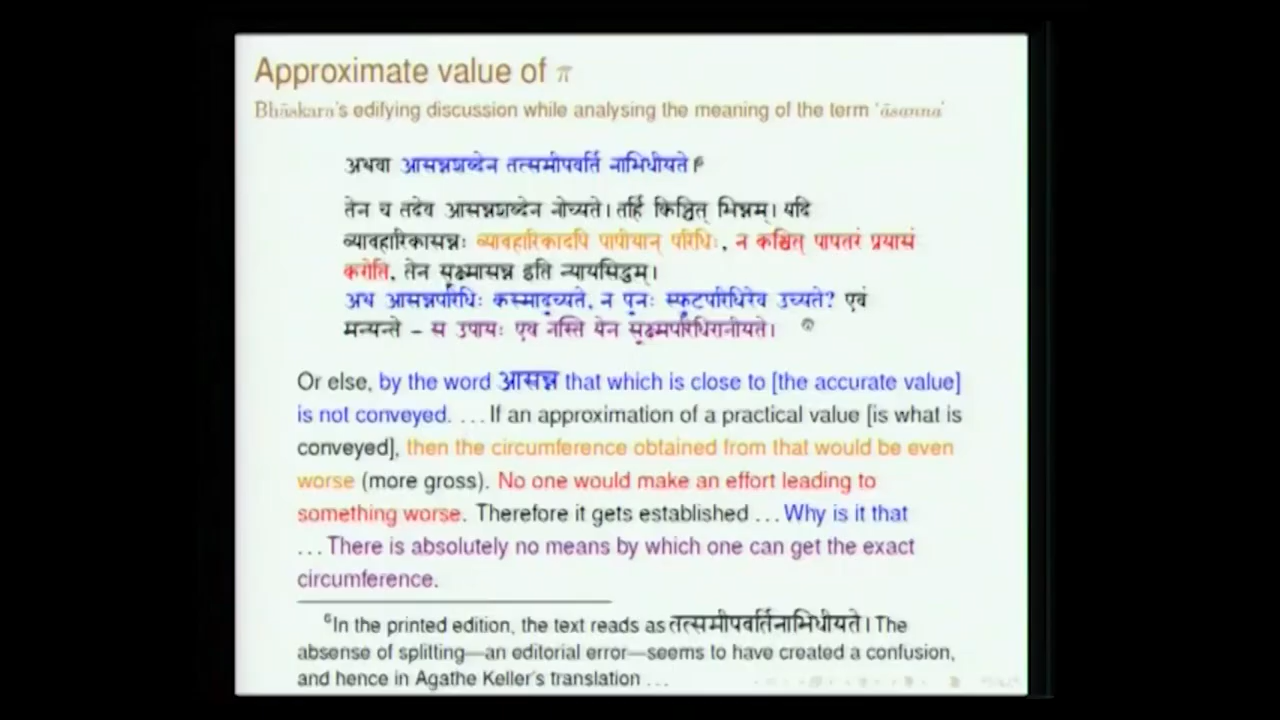 Approximate value of π
Bhāskara's edifying discussion while analysing the meaning of the term 'āsanna'
अथवा आसन्नशब्देन तत्समीपवर्ति नाभिधीयते।⁶
तेन च तदेव आसन्नशब्देन नोच्यते। तर्हि किञ्चित् भिन्नम्। यदि
व्यावहारिकासन्नः व्यावहारिकादपि पापीयान् परिधिः, न कश्चित् पापतरं प्रयासं
करोति, तेन सूक्ष्मासन्न इति न्यायसिद्धम्।
अथ आसन्नपरिधिः कस्मादुच्यते, न पुनः स्फुटपरिधिरेव उच्यते? एवं
मन्यन्ते – स उपायः एव नस्ति येन सूक्ष्मपरिधिरानीयते।
Or else, by the word आसन्न that which is close to [the accurate value]
is not conveyed. ... If an approximation of a practical value [is what is
conveyed], then the circumference obtained from that would be even
worse (more gross). No one would make an effort leading to
something worse. Therefore it gets established ... Why is it that
... There is absolutely no means by which one can get the exact
circumference.
⁶In the printed edition, the text reads as तत्समीपवर्तिनाभिधीयते। The
absence of splitting—an editorial error—seems to have created a confusion,
and hence in Agathe Keller's translation ...